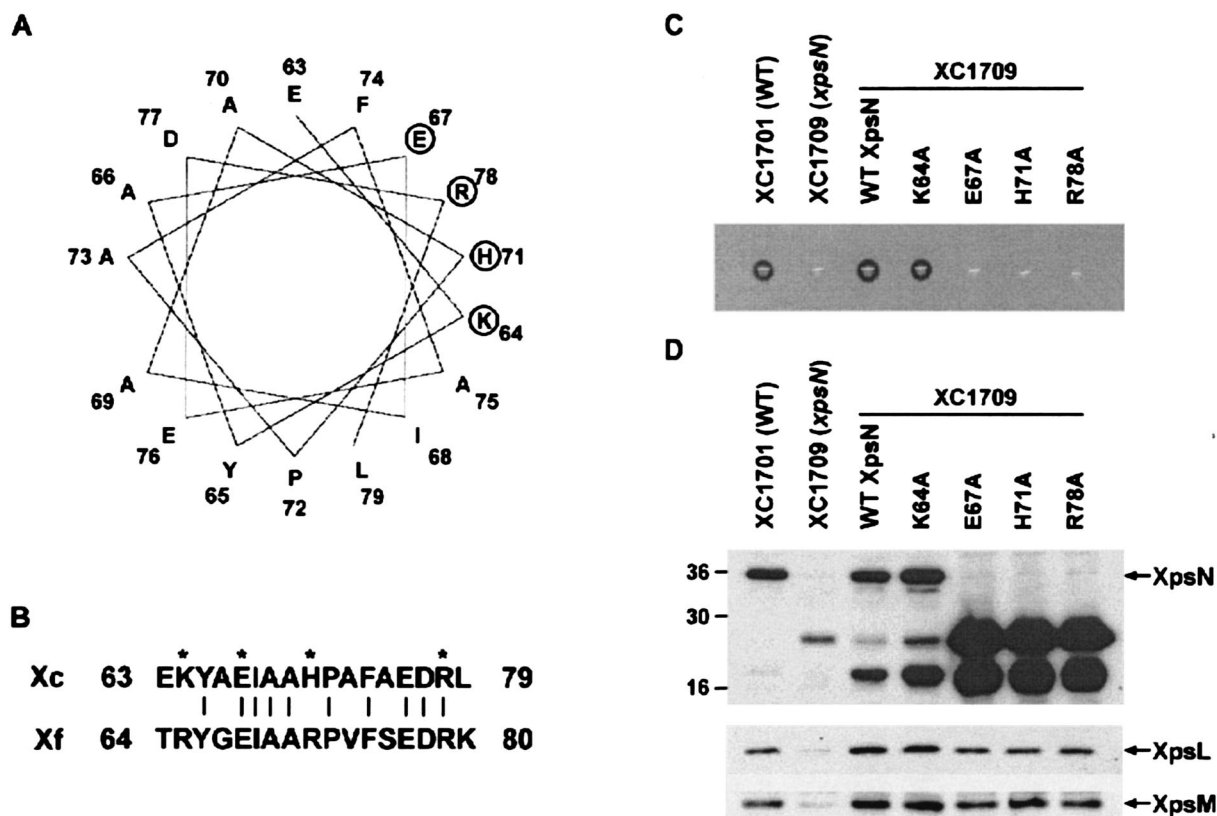 A
63
70
74
E
A
F
77
67
D
E
66
78
A
R
73 A
H 71
K
64
A
A
69
75
E
I
76
68
Y
P
L
65
72
79
B
* * * *
Xc 63 EKYAEIAAHPAFAEDRL 79
Xf 64 TRYGEIAARPVFSEDRK 80
C
XC1709
XC1701 (WT)
XC1709 (xpsN)
WT XpsN
K64A
E67A
H71A
R78A
D
XC1709
XC1701 (WT)
XC1709 (xpsN)
WT XpsN
K64A
E67A
H71A
R78A
36
XpsN
30
16
XpsL
XpsM